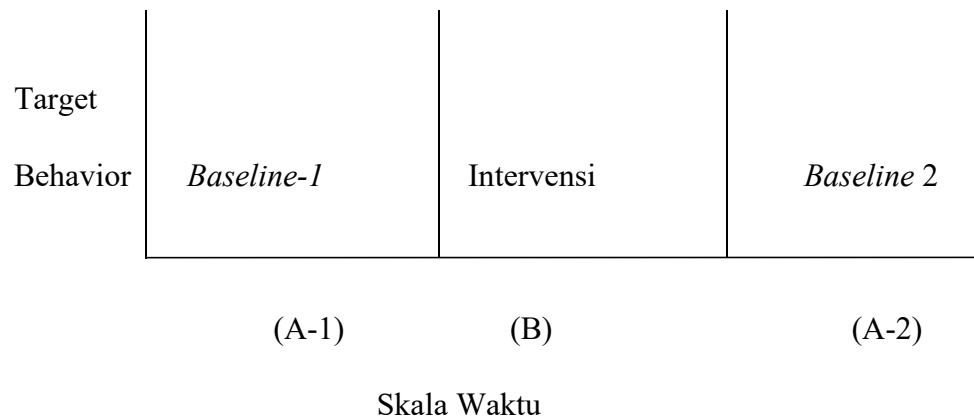 Target
Behavior Baseline-1 Intervensi Baseline 2
(A-1) (B) (A-2)
Skala Waktu